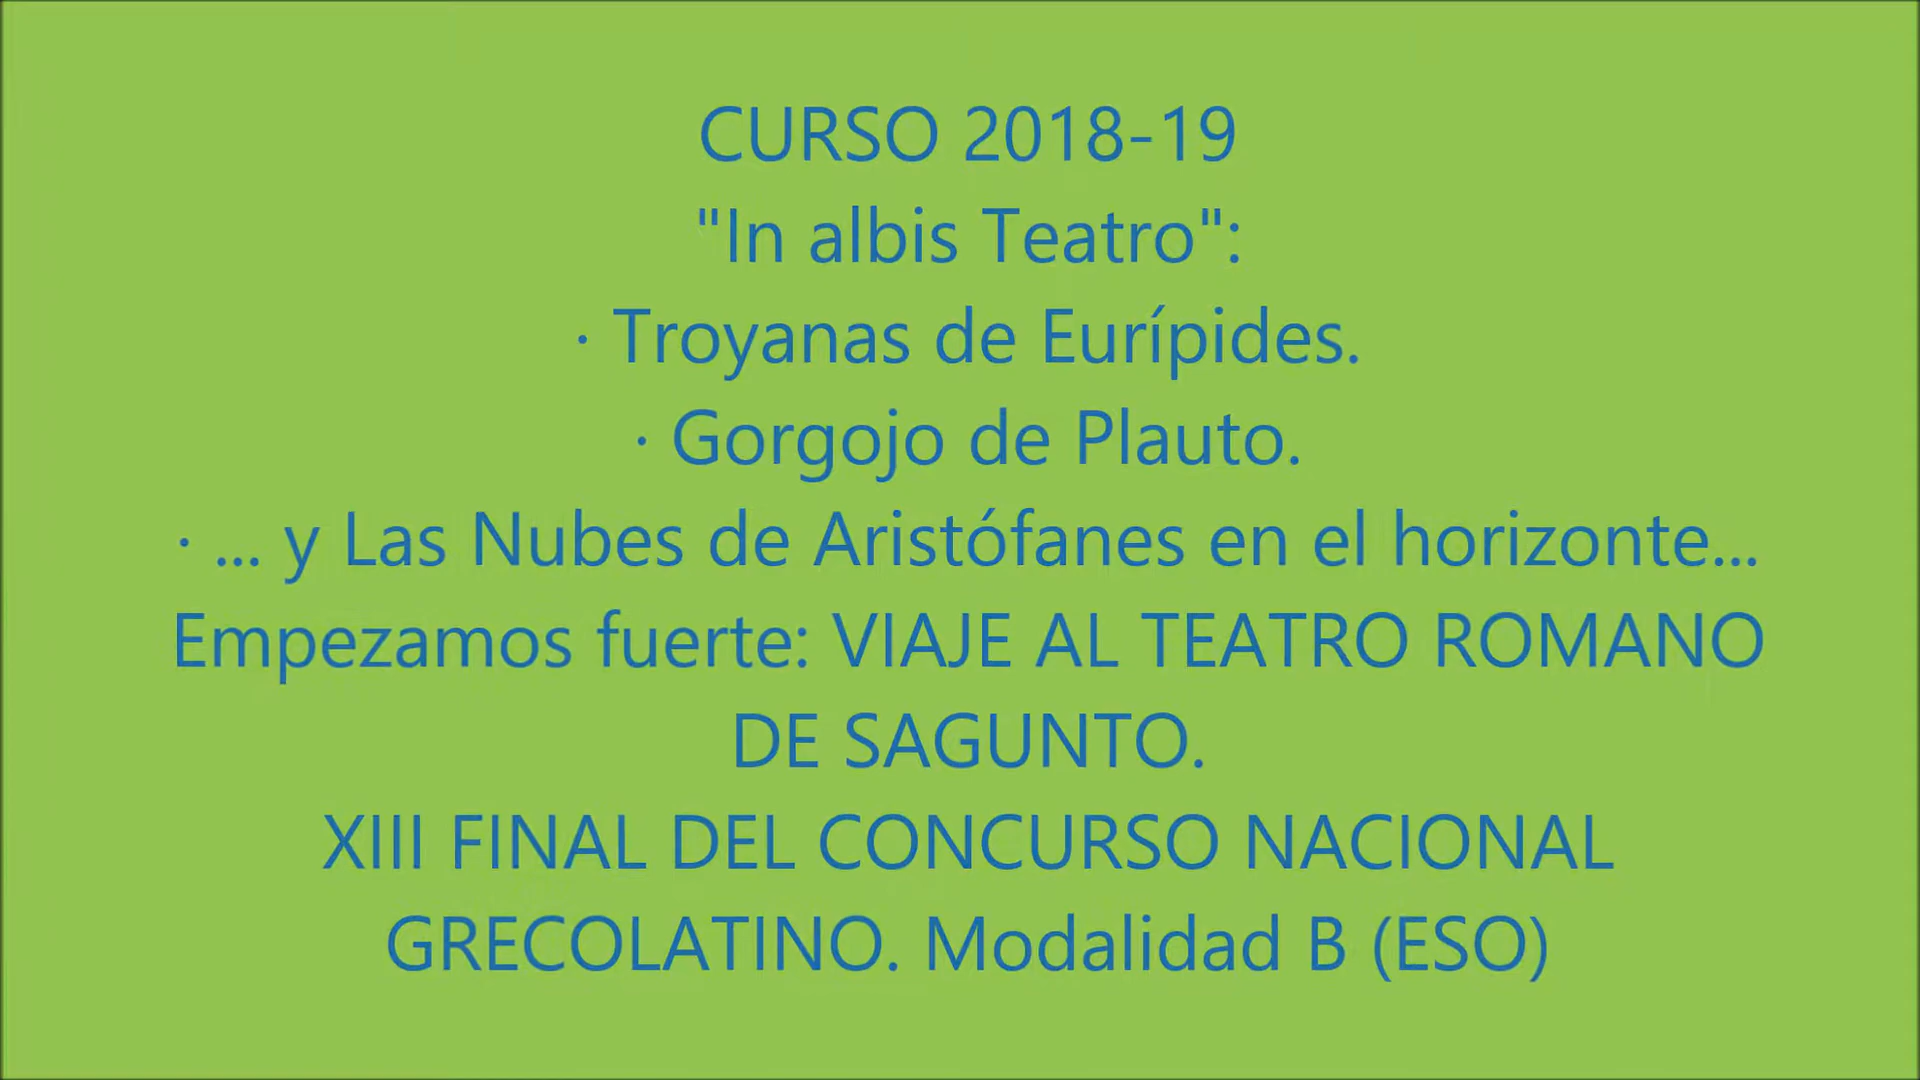 CURSO 2018-19
"In albis Teatro":
· Troyanas de Eurípides.
· Gorgojo de Plauto.
· ... y Las Nubes de Aristófanes en el horizonte...
Empezamos fuerte: VIAJE AL TEATRO ROMANO
DE SAGUNTO.
XIII FINAL DEL CONCURSO NACIONAL
GRECOLATINO. Modalidad B (ESO)